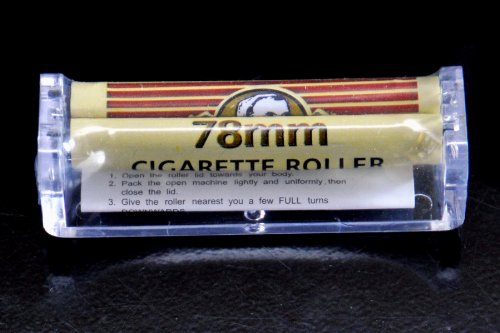 78mm
CIGARETTE ROLLER
1. Open the roller lid towards your body.
2. Pack the open machine lightly and uniformly, then
close the lid.
3. Give the roller nearest you a few FULL turns
DOWNWARDS